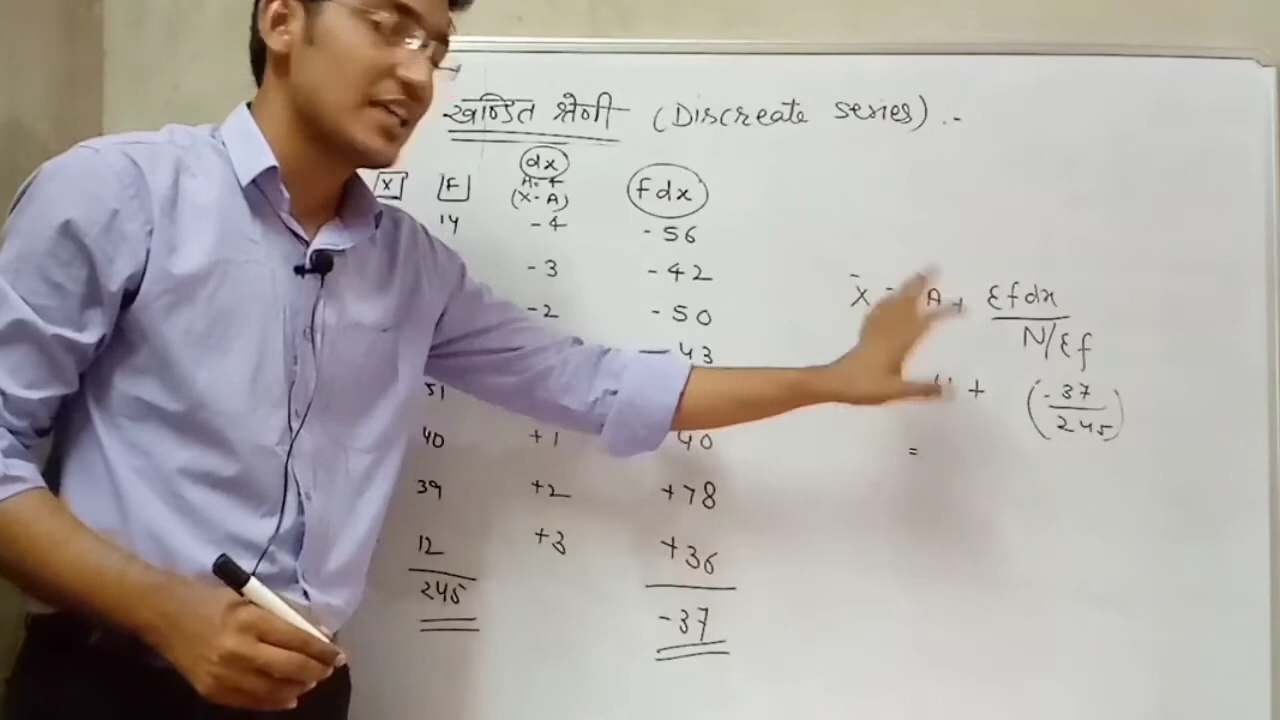 खण्डित श्रेणी (Discreate series) .-
X F dx Fdx
(X-A)
14 -4 -56
-3 -42
-2 -50
43
51
40 +1 40
39 +2 +78
12 +3 +36
245 -37
X̄ = A + Σfdx
N/Σf
+ (-37
245)
=